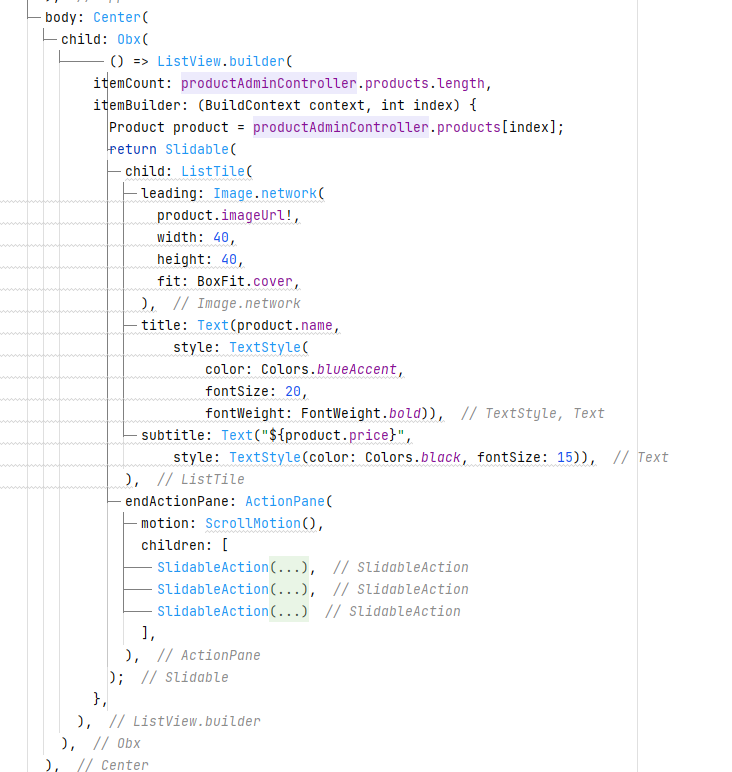 body: Center(
child: Obx(
() => ListView.builder(
itemCount: productAdminController.products.length,
itemBuilder: (BuildContext context, int index) {
Product product = productAdminController.products[index];
return Slidable(
child: ListTile(
leading: Image.network(
product.imageUrl!,
width: 40,
height: 40,
fit: BoxFit.cover,
), // Image.network
title: Text(product.name,
style: TextStyle(
color: Colors.blueAccent,
fontSize: 20,
fontWeight: FontWeight.bold)), // TextStyle, Text
subtitle: Text("${product.price}",
style: TextStyle(color: Colors.black, fontSize: 15)), // Text
), // ListTile
endActionPane: ActionPane(
motion: ScrollMotion(),
children: [
SlidableAction(...), // SlidableAction
SlidableAction(...), // SlidableAction
SlidableAction(...) // SlidableAction
],
), // ActionPane
); // Slidable
},
), // ListView.builder
), // Obx
), // Center